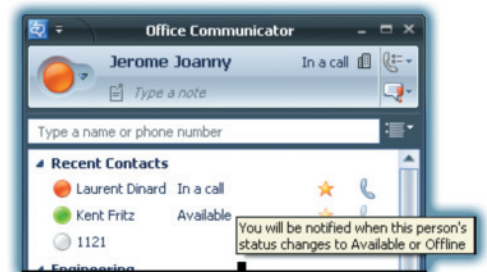 Office Communicator
Jerome Joanny In a call
Type a note
Type a name or phone number
Recent Contacts
Laurent Dinard In a call
Kent Fritz Available
You will be notified when this person's
status changes to Available or Offline
1121
Engineering